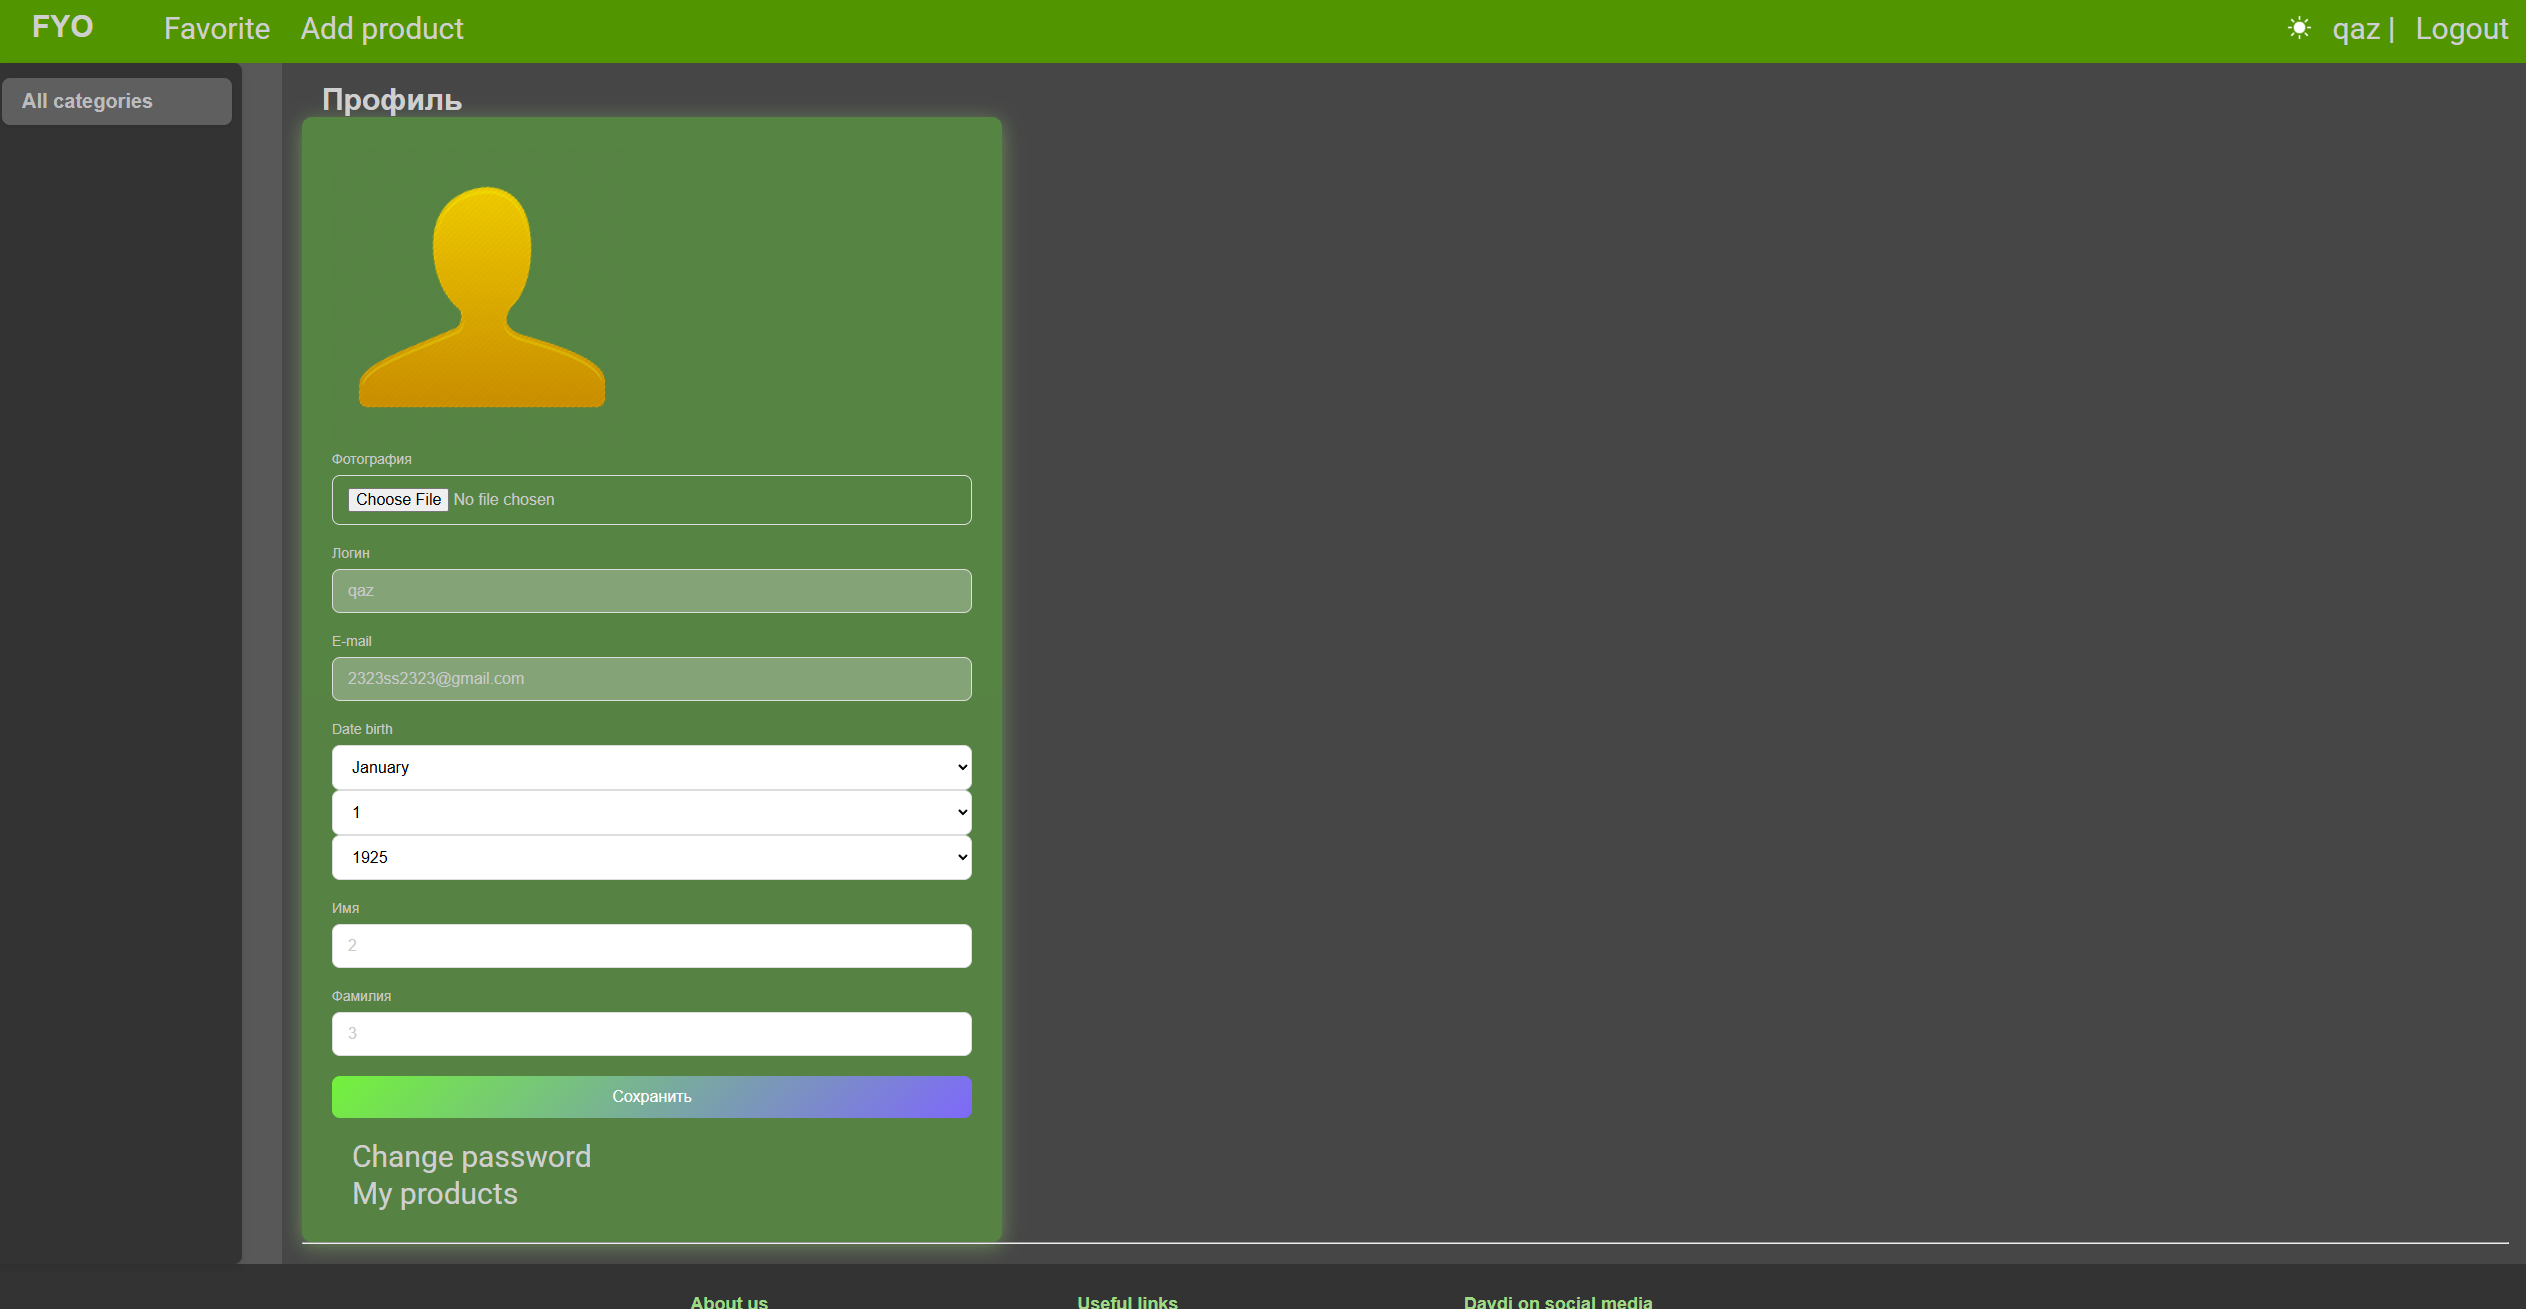 FYO Favorite Add product qaz | Logout
All categories
Профиль
Фотография
Choose File No file chosen
Логин
qaz
E-mail
2323ss2323@gmail.com
Date birth
January
1
1925
Имя
2
Фамилия
3
Сохранить
Change password
My products
About us Useful links Davdi on social media